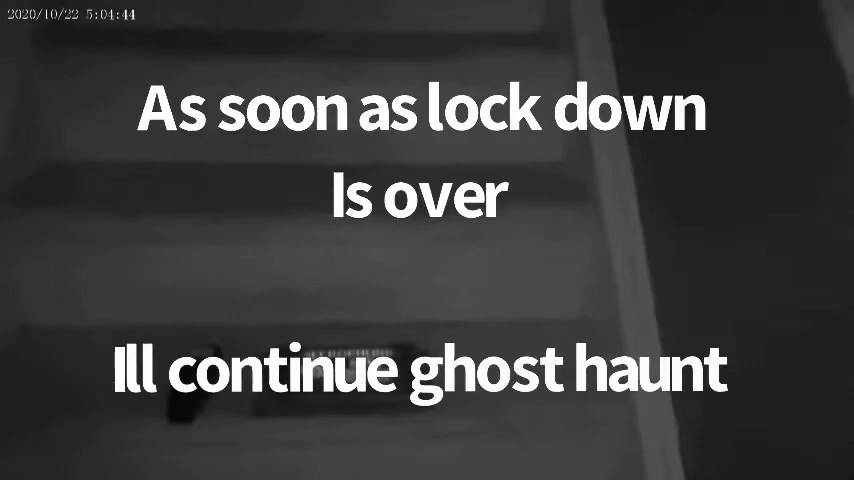 2020/10/22 5:04:44
As soon as lock down
Is over
Ill continue ghost haunt